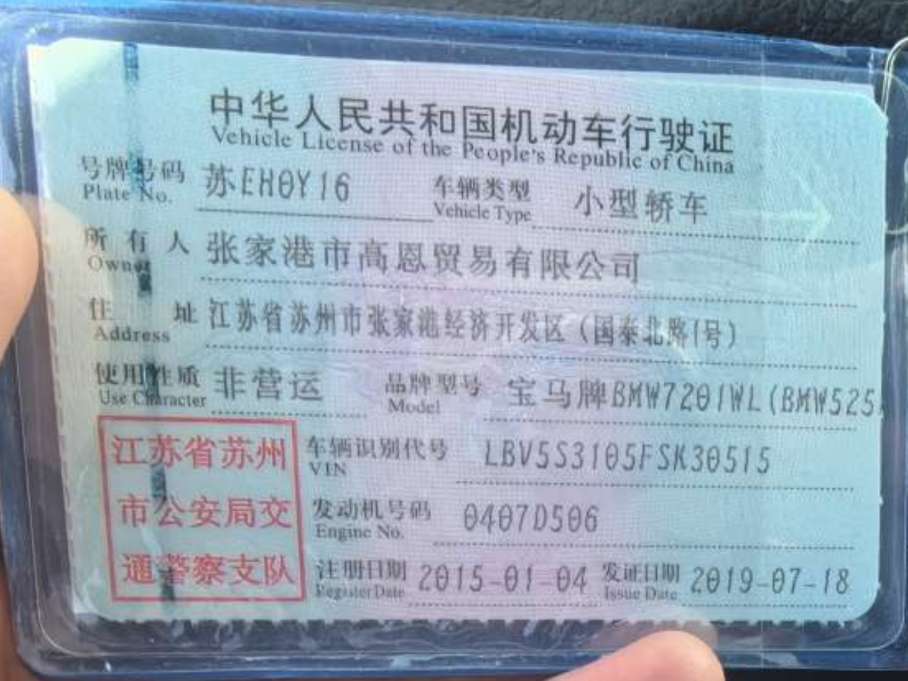 中华人民共和国机动车行驶证
Vehicle License of the People's Republic of China
号牌号码 苏EH0Y16 车辆类型 小型轿车
Plate No. Vehicle Type
所有人 张家港市高恩贸易有限公司
Owner
住址 江苏省苏州市张家港经济开发区(国泰北路1号)
Address
使用性质 非营运 品牌型号 宝马牌BMW7201WL(BMW525
Use Character Model
江苏省苏州 车辆识别代号 LBV5S3105FSK30515
VIN
市公安局交 发动机号码 0407D506
Engine No.
通警察支队 注册日期 2015-01-04 发证日期 2019-07-18
Register Date Issue Date